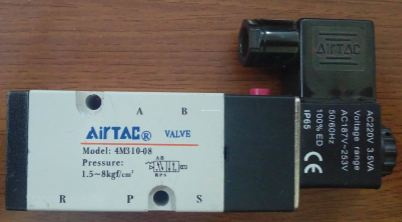 AirTAC
A B
AirTAC® VALVE
Model: 4M310-08
Pressure:
1.5~8kgf/cm²
A B
R P S
R P S
AC220V 3.5VA
Voltage range
AC187V~253V
50/60Hz
100% ED
IP65
CE